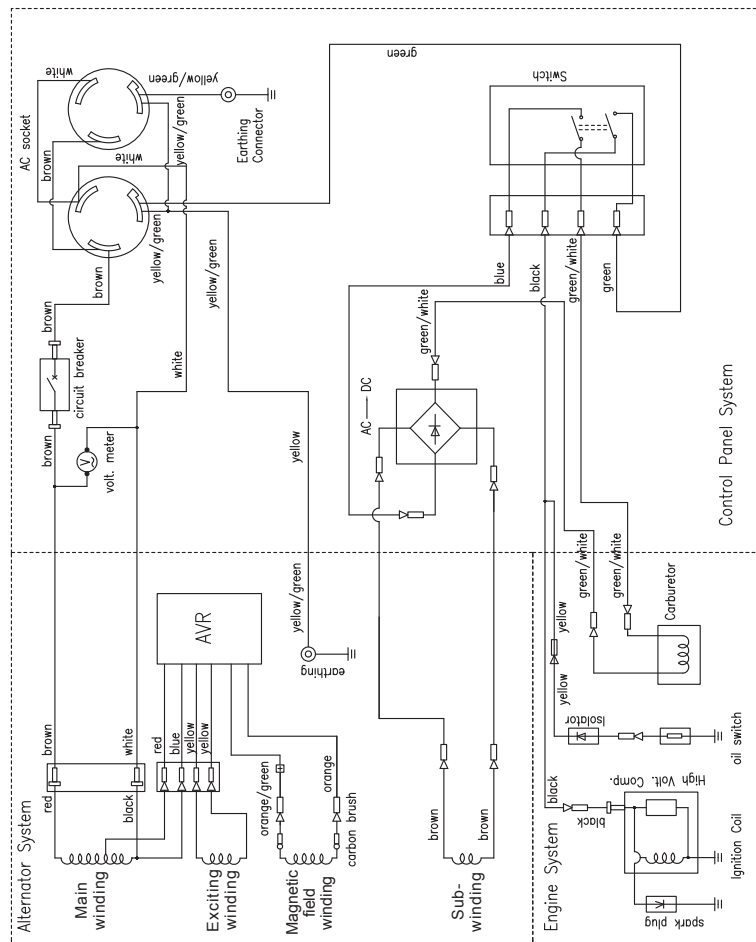 white
yellow/green
green
AC socket
Earthing
Connector
yellow/green
Switch
brown
white
yellow/green
yellow/green
yellow/green
brown
brown
circuit breaker
white
brown
volt. meter
yellow
blue
black
green/white
green
green/white
AC → DC
Control Panel System
yellow/green
earthing
AVR
brown
white
red
blue
yellow
yellow
red
black
orange/green
orange
carbon brush
brown
brown
Alternator System
Main
winding
Exciting
winding
Magnetic
field
winding
Sub-
winding
green/white
green/white
Carburetor
yellow
yellow
Isolator
oil switch
black
black
High Volt. Comp.
Ignition Coil
spark plug
Engine System
V